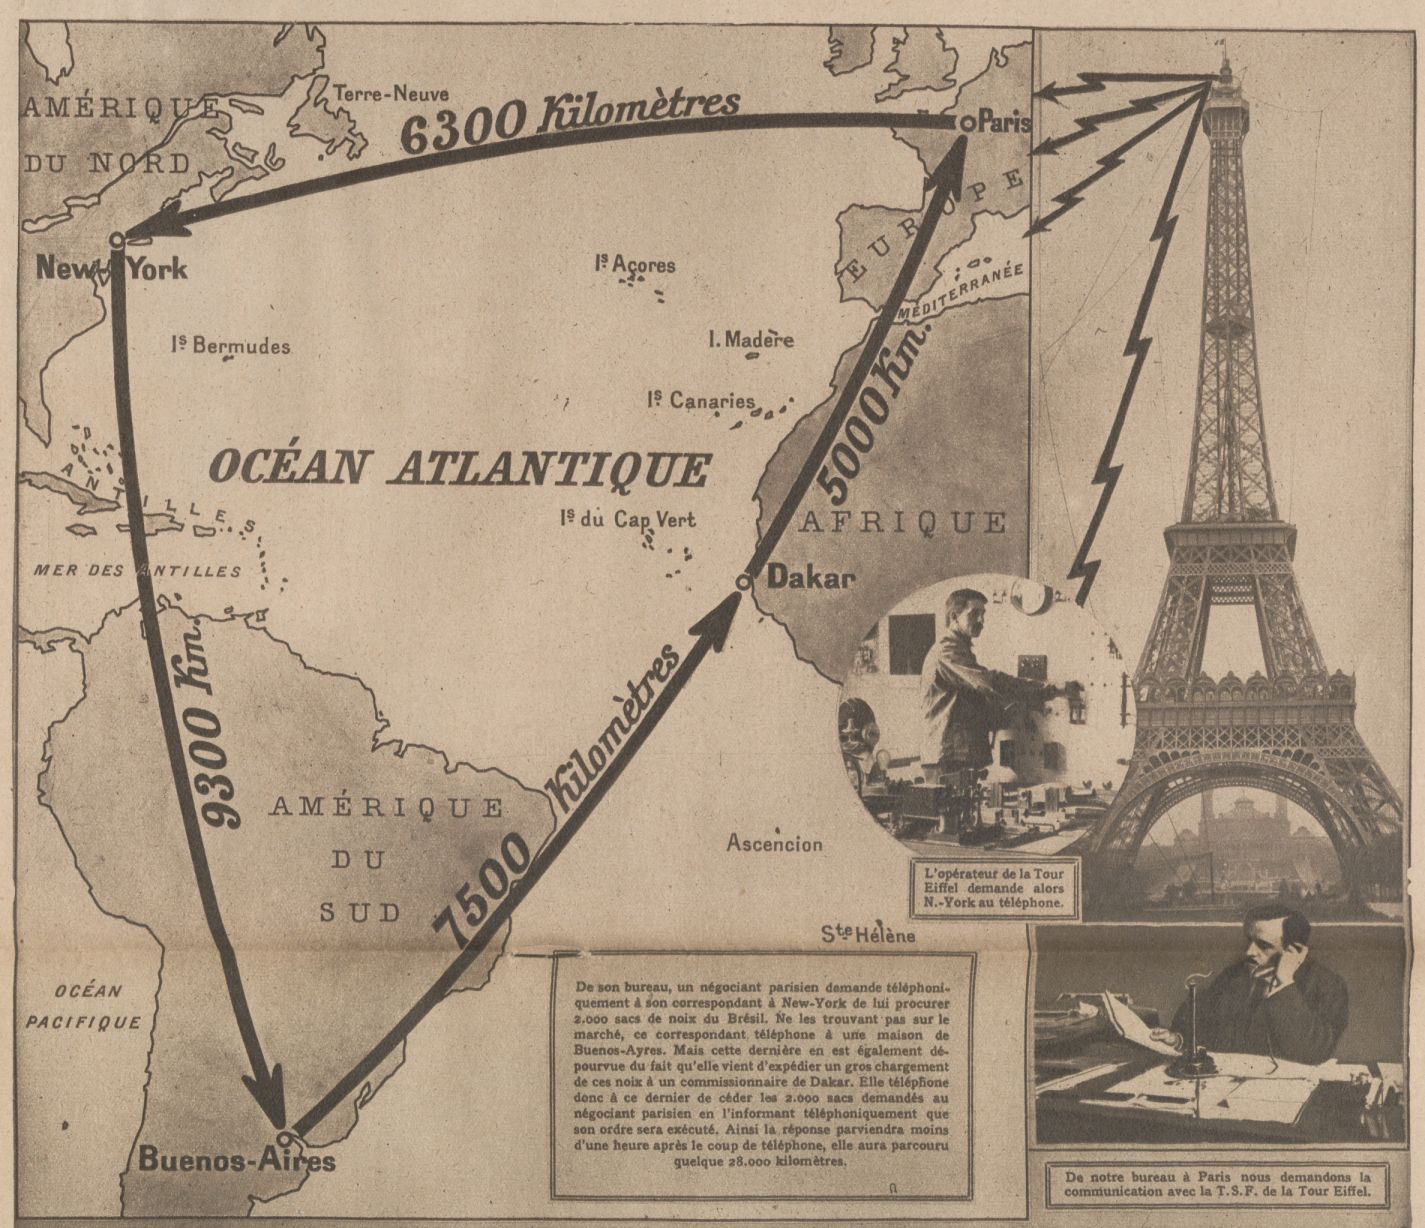 AMÉRIQUE
DU NORD
Terre-Neuve
6300 Kilomètres
Paris
EUROPE
New-York
Is Açores
MÉDITERRANÉE
Is Bermudes
I. Madère
5000 Km.
Is Canaries
OCÉAN ATLANTIQUE
ANTILLES
Is du Cap Vert
AFRIQUE
MER DES ANTILLES
Dakar
9300 Km.
7500 Kilomètres
AMÉRIQUE
DU
SUD
Ascencion
Ste Hélène
OCÉAN
PACIFIQUE
Buenos-Aires
L'opérateur de la Tour
Eiffel demande alors
N.-York au téléphone.
De son bureau, un négociant parisien demande téléphoni-
quement à son correspondant à New-York de lui procurer
2.000 sacs de noix du Brésil. Ne les trouvant pas sur le
marché, ce correspondant téléphone à une maison de
Buenos-Ayres. Mais cette dernière en est également dé-
pourvue du fait qu'elle vient d'expédier un gros chargement
de ces noix à un commissionnaire de Dakar. Elle téléphone
donc à ce dernier de céder les 2.000 sacs demandés au
négociant parisien en l'informant téléphoniquement que
son ordre sera exécuté. Ainsi la réponse parviendra moins
d'une heure après le coup de téléphone, elle aura parcouru
quelque 28.000 kilomètres.
De notre bureau à Paris nous demandons la
communication avec la T.S.F. de la Tour Eiffel.